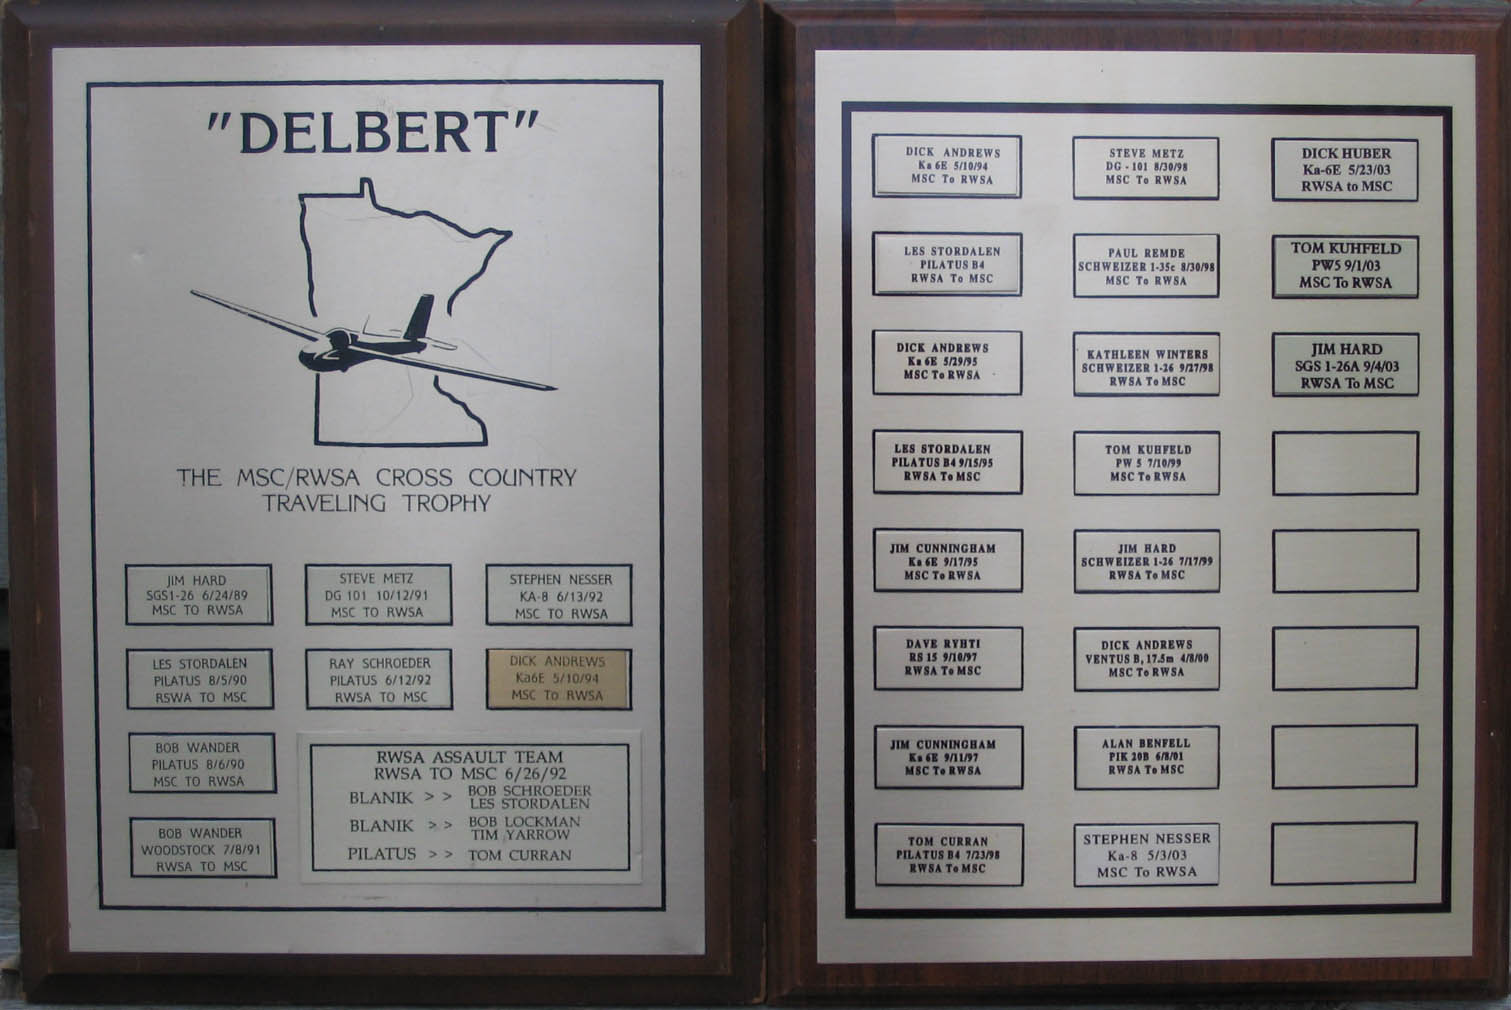 "DELBERT"
THE MSC/RWSA CROSS COUNTRY
TRAVELING TROPHY
JIM HARD
SGS1-26 6/24/89
MSC TO RWSA
LES STORDALEN
PILATUS 8/5/90
RSWA TO MSC
BOB WANDER
PILATUS 8/6/90
MSC TO RWSA
BOB WANDER
WOODSTOCK 7/8/91
RWSA TO MSC
STEVE METZ
DG 101 10/12/91
MSC TO RWSA
RAY SCHROEDER
PILATUS 6/12/92
RWSA TO MSC
STEPHEN NESSER
KA-8 6/13/92
MSC TO RWSA
DICK ANDREWS
Ka6E 5/10/94
MSC To RWSA
RWSA ASSAULT TEAM
RWSA TO MSC 6/26/92
BLANIK > > BOB SCHROEDER
LES STORDALEN
BLANIK > > BOB LOCKMAN
TIM YARROW
PILATUS > > TOM CURRAN
DICK ANDREWS
Ka 6E 5/10/94
MSC To RWSA
LES STORDALEN
PILATUS B4
RWSA To MSC
DICK ANDREWS
Ka 6E 5/29/95
MSC To RWSA
LES STORDALEN
PILATUS B4 9/15/95
RWSA To MSC
JIM CUNNINGHAM
Ka 6E 9/17/95
MSC To RWSA
DAVE RYHTI
RS 15 9/10/97
RWSA To MSC
JIM CUNNINGHAM
Ka 6E 9/11/97
MSC To RWSA
TOM CURRAN
PILATUS B4 7/23/98
RWSA To MSC
STEVE METZ
DG - 101 8/30/98
MSC To RWSA
PAUL REMDE
SCHWEIZER 1-35c 8/30/98
MSC To RWSA
KATHLEEN WINTERS
SCHWEIZER 1-26 9/27/98
RWSA To MSC
TOM KUHFELD
PW 5 7/10/99
MSC To RWSA
JIM HARD
SCHWEIZER 1-26 7/17/99
RWSA To MSC
DICK ANDREWS
VENTUS B, 17.5m 4/8/00
MSC To RWSA
ALAN BENFELL
PIK 20B 6/8/01
RWSA To MSC
STEPHEN NESSER
Ka-8 5/3/03
MSC To RWSA
DICK HUBER
Ka-6E 5/23/03
RWSA to MSC
TOM KUHFELD
PW5 9/1/03
MSC To RWSA
JIM HARD
SGS 1-26A 9/4/03
RWSA To MSC